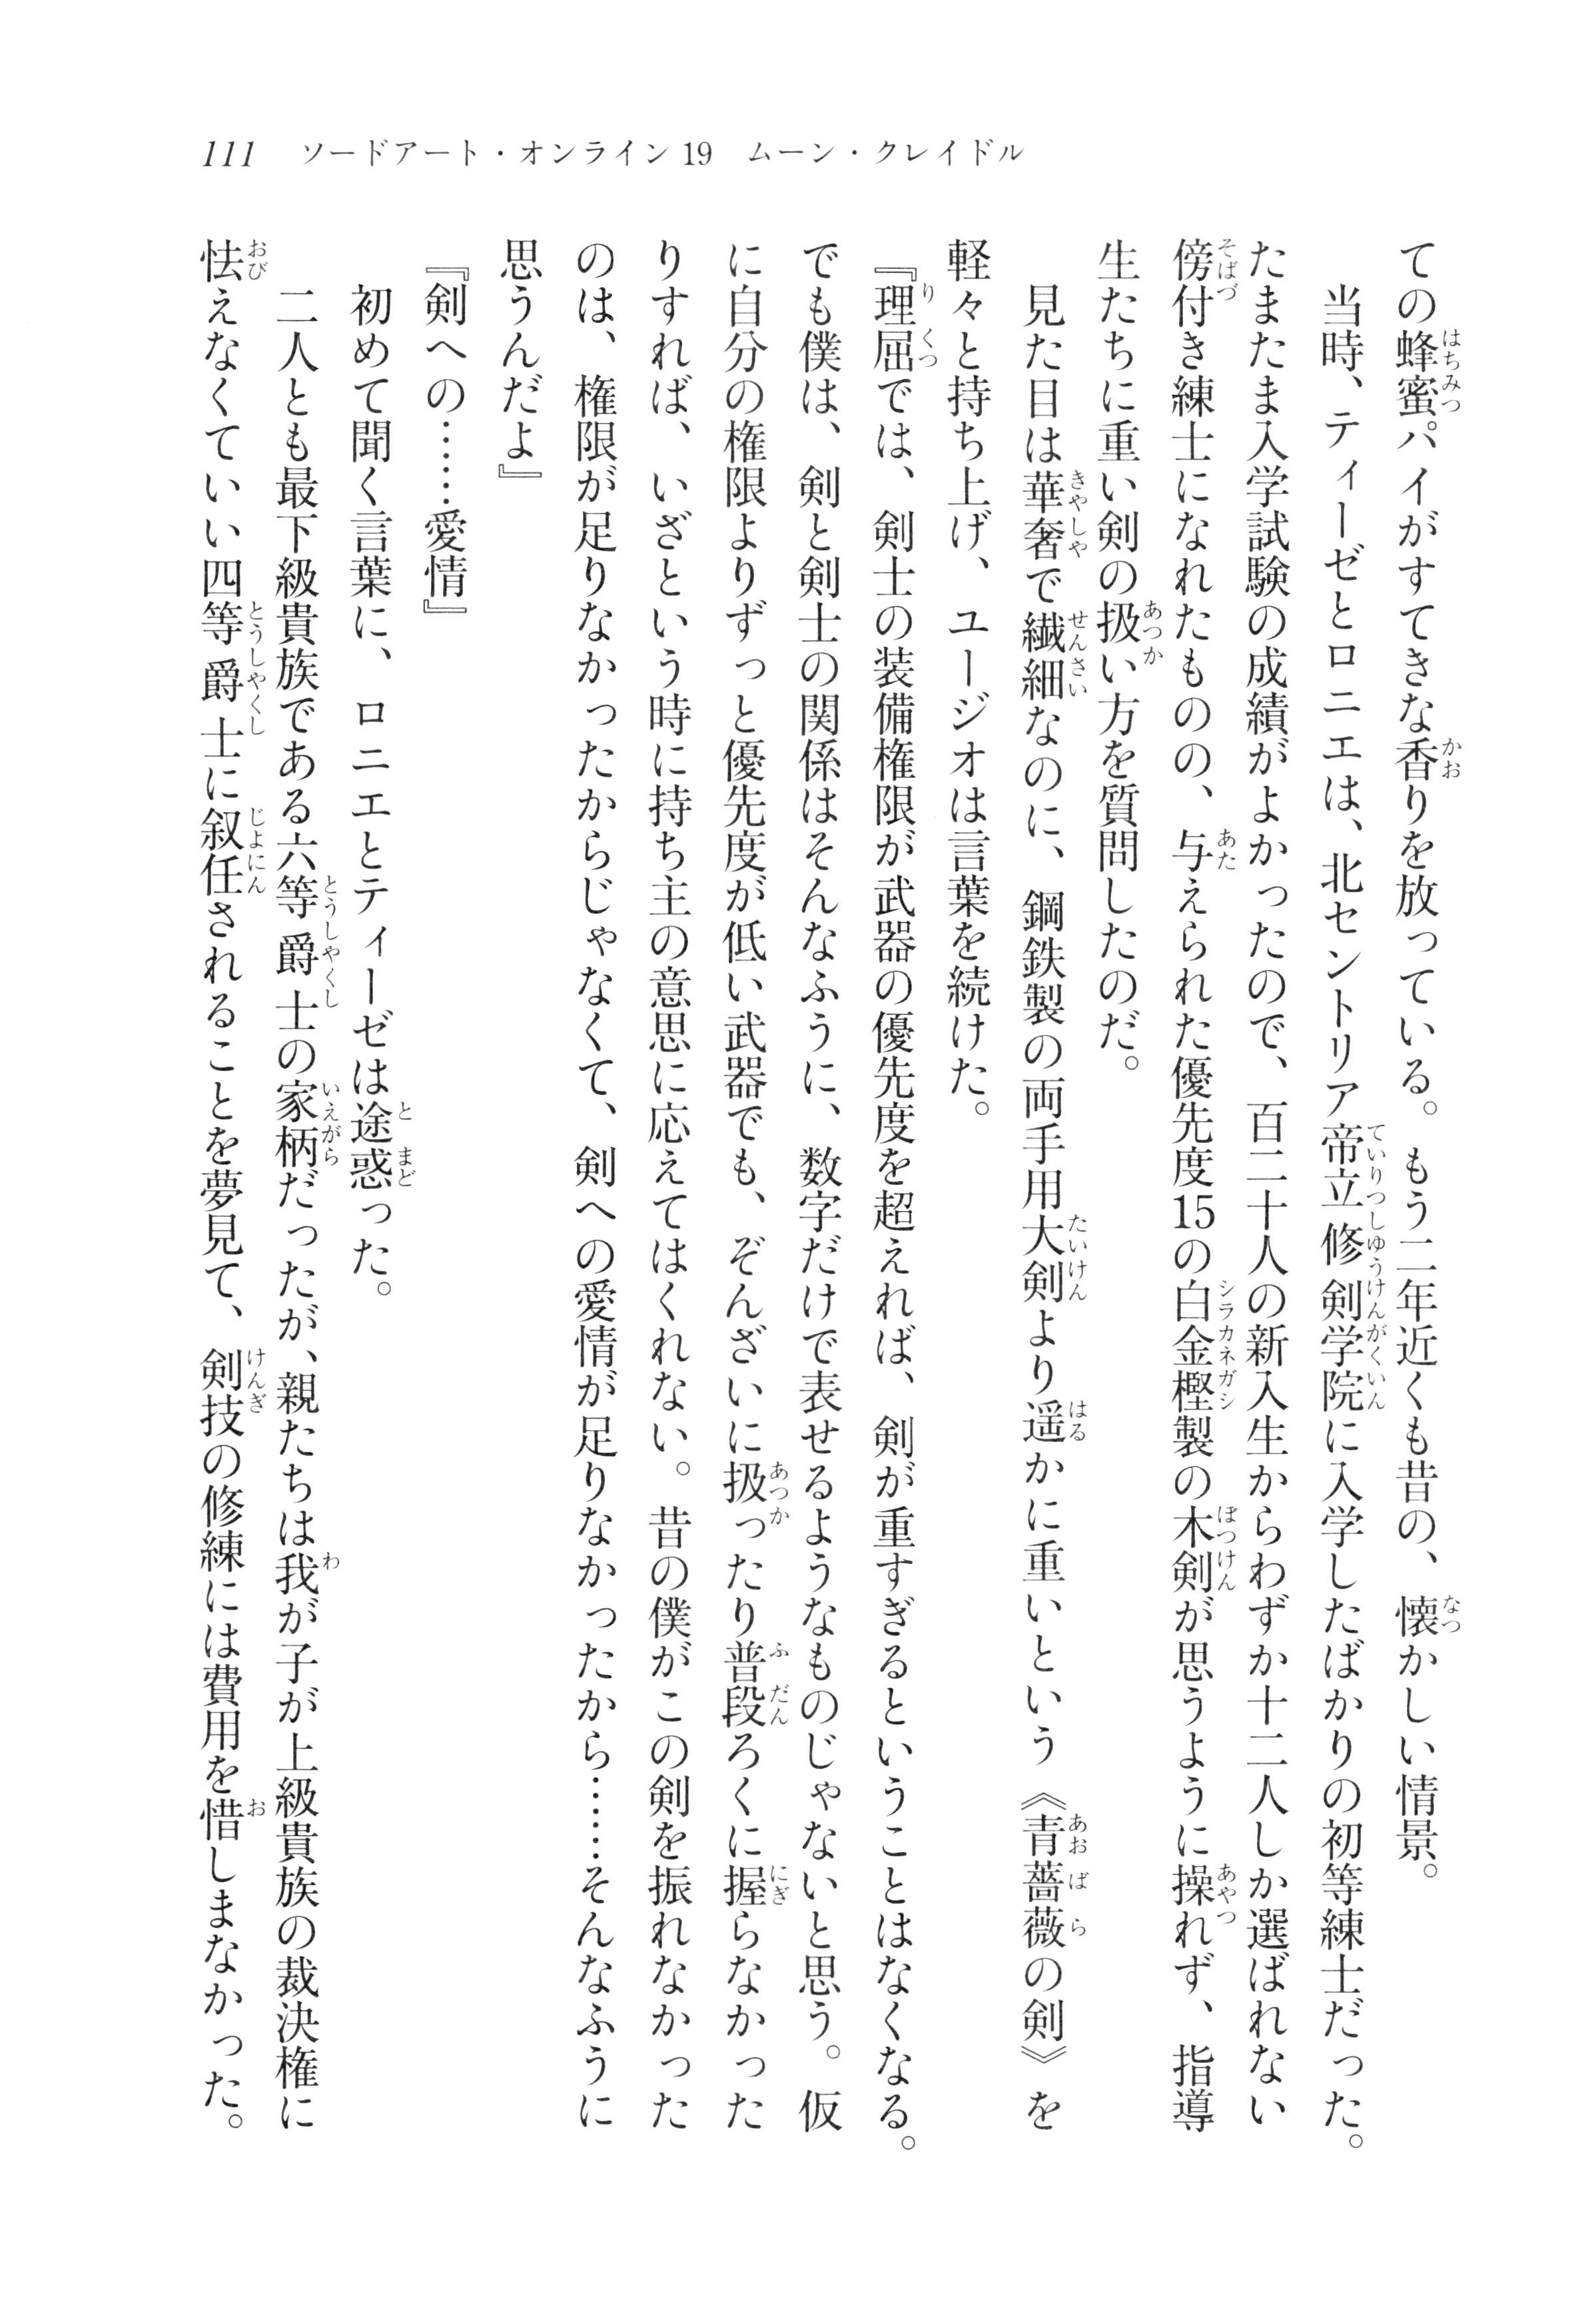 111　ソードアート・オンライン19　ムーン・クレイドル
ての蜂蜜パイがすてきな香りを放っている。もう二年近くも昔の、懐かしい情景。
　当時、ティーゼとロニエは、北セントリア帝立修剣学院に入学したばかりの初等練士だった。
たまたま入学試験の成績がよかったので、百二十人の新入生からわずか十二人しか選ばれない
傍付き練士になれたものの、与えられた優先度15の白金樫製の木剣が思うように操れず、指導
生たちに重い剣の扱い方を質問したのだ。
　見た目は華奢で繊細なのに、鋼鉄製の両手用大剣より遥かに重いという《青薔薇の剣》を
軽々と持ち上げ、ユージオは言葉を続けた。
『理屈では、剣士の装備権限が武器の優先度を超えれば、剣が重すぎるということはなくなる。
でも僕は、剣と剣士の関係はそんなふうに、数字だけで表せるようなものじゃないと思う。仮
に自分の権限よりずっと優先度が低い武器でも、ぞんざいに扱ったり普段ろくに握らなかった
りすれば、いざという時に持ち主の意思に応えてはくれない。昔の僕がこの剣を振れなかった
のは、権限が足りなかったからじゃなくて、剣への愛情が足りなかったから……そんなふうに
思うんだよ』
『剣への……愛情』
　初めて聞く言葉に、ロニエとティーゼは途惑った。
　二人とも最下級貴族である六等爵士の家柄だったが、親たちは我が子が上級貴族の裁決権に
怯えなくていい四等爵士に叙任されることを夢見て、剣技の修練には費用を惜しまなかった。